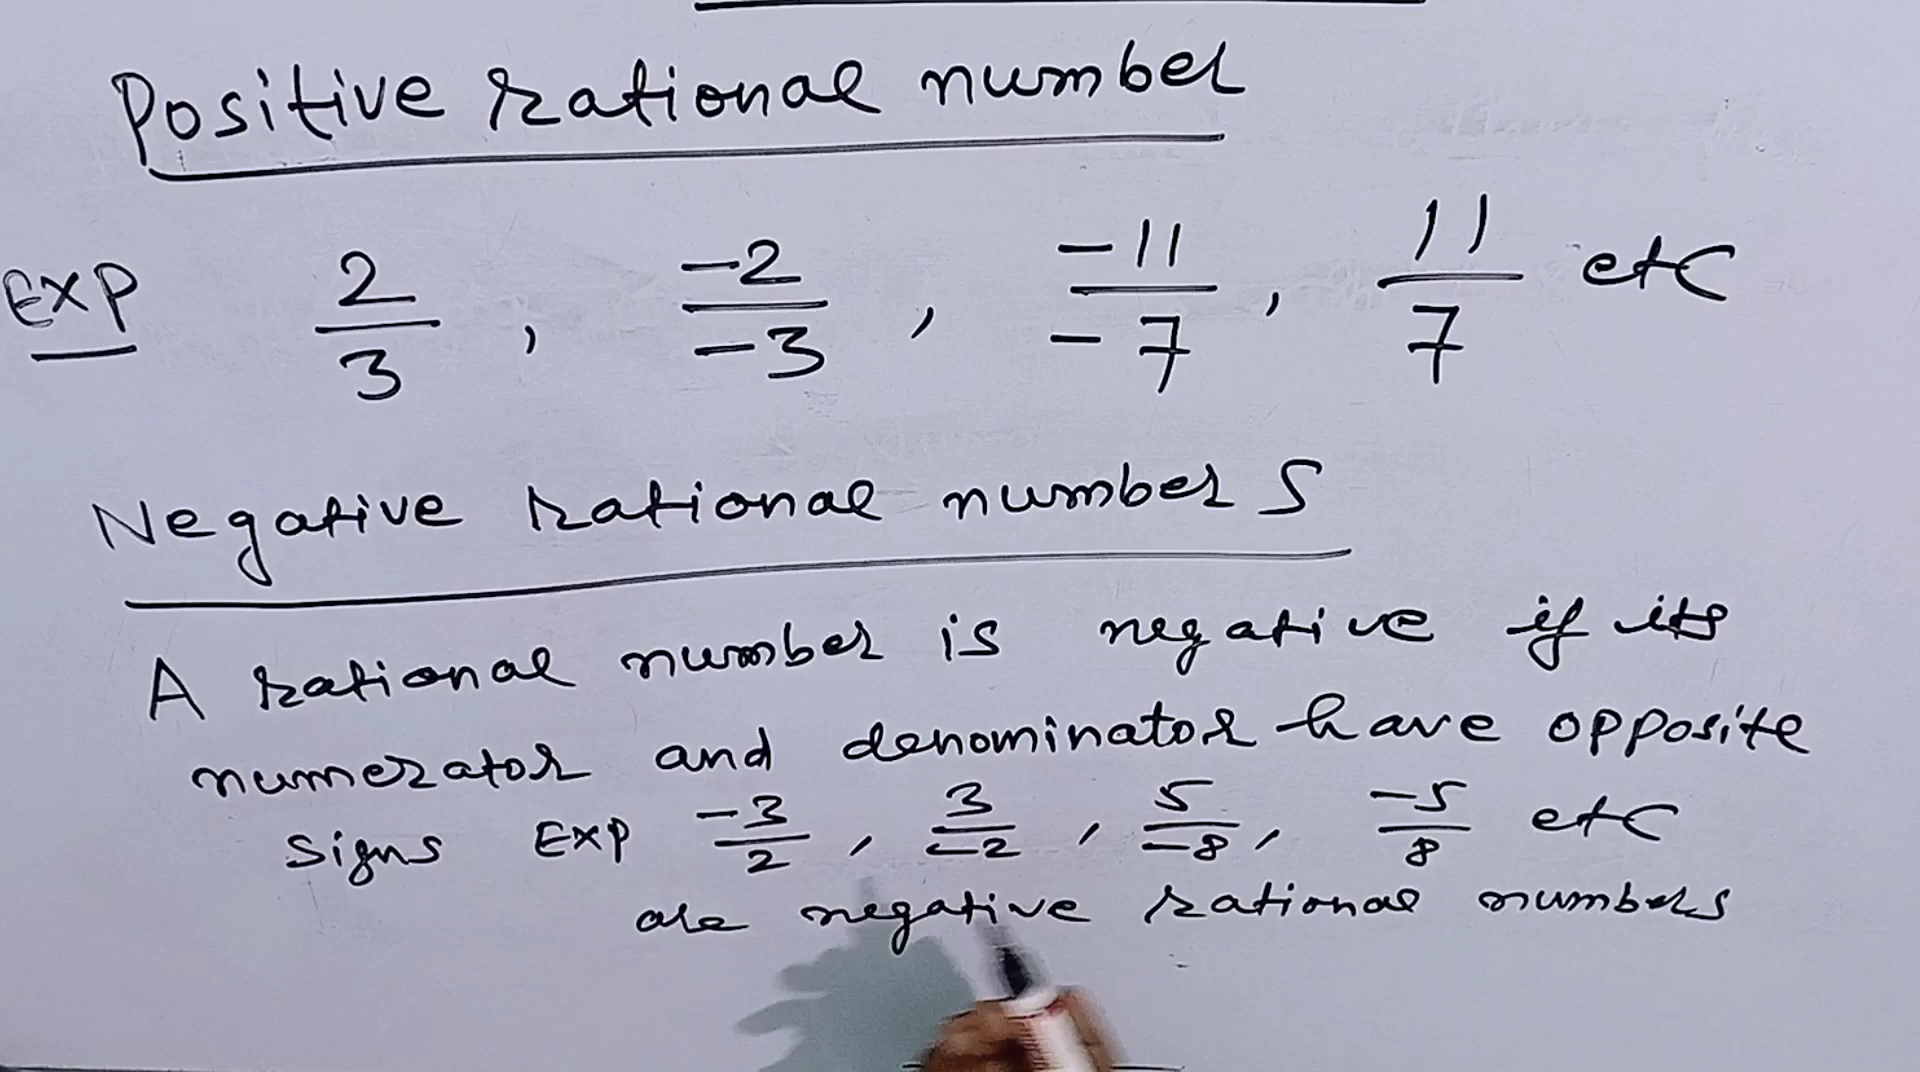 Positive rational number
Exp 2/3, -2/-3, -11/-7, 11/7 etc
Negative rational numbers
A rational number is negative if its
numerator and denominator have opposite
signs Exp -3/2, 3/-2, 5/-8, -5/8 etc
are negative rational numbers